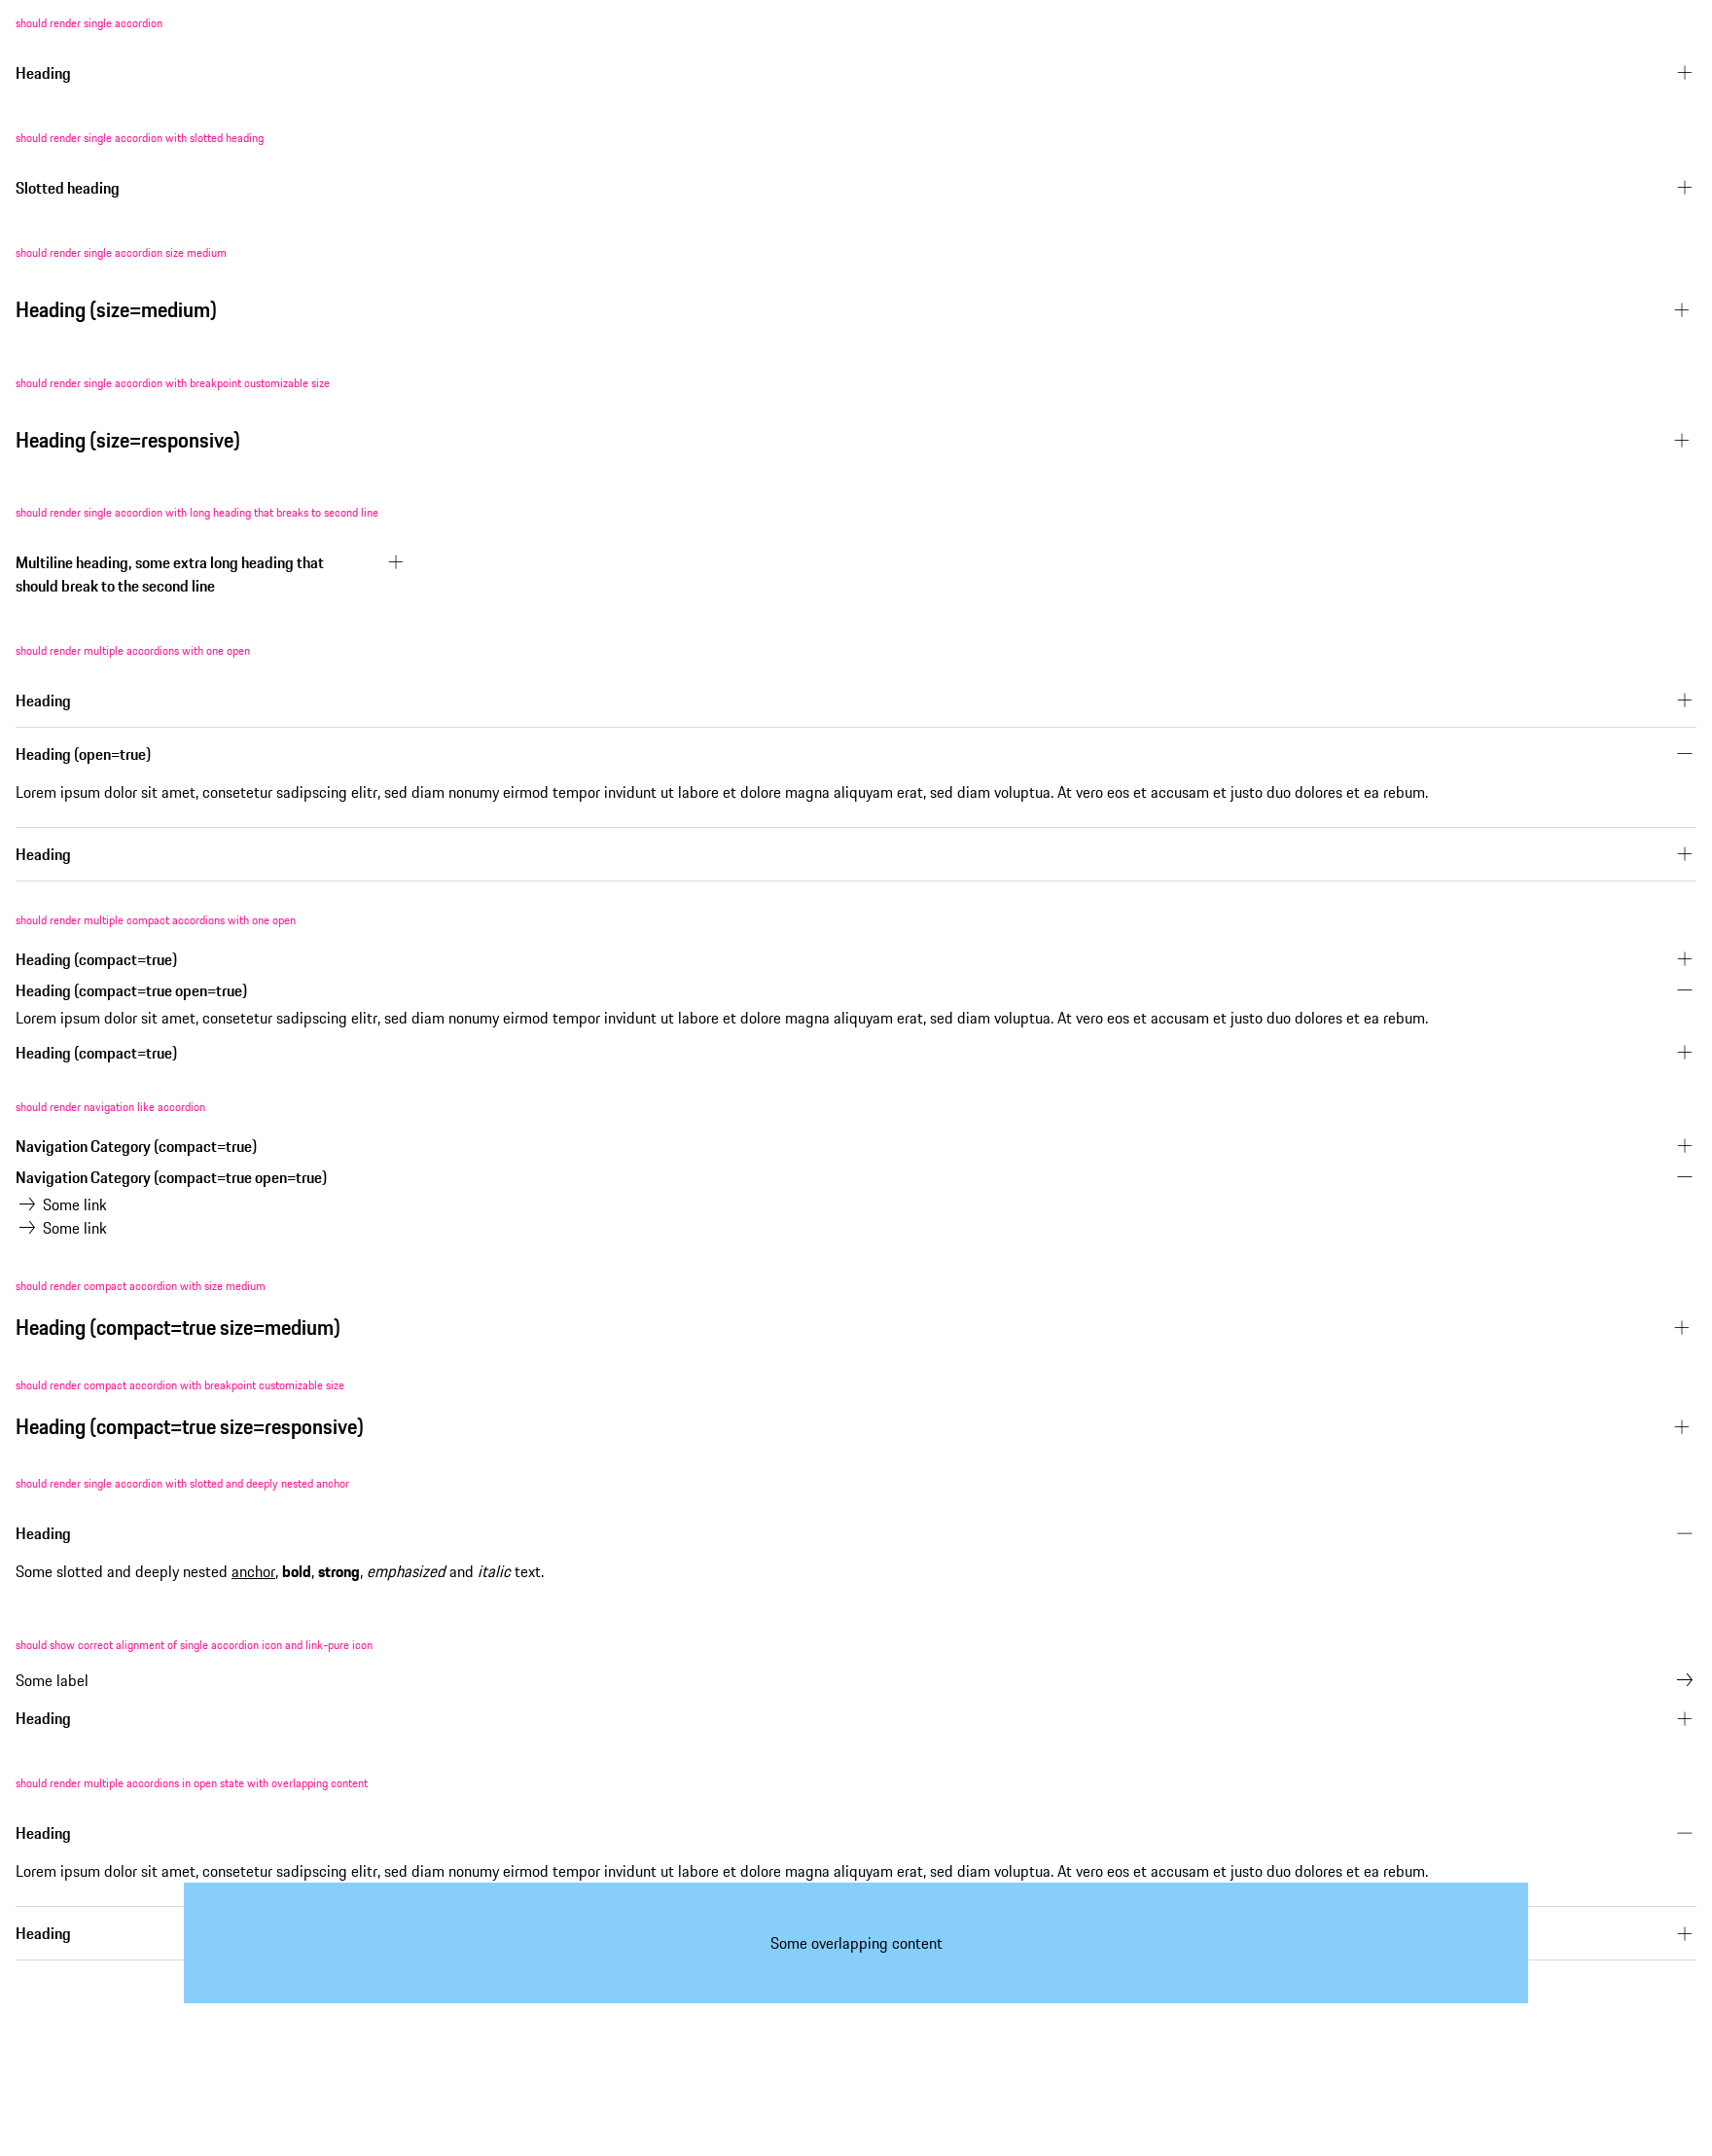 should render single accordion
Heading
should render single accordion with slotted heading
Slotted heading
should render single accordion size medium
Heading (size=medium)
should render single accordion with breakpoint customizable size
Heading (size=responsive)
should render single accordion with long heading that breaks to second line
Multiline heading, some extra long heading that
should break to the second line
should render multiple accordions with one open
Heading
Heading (open=true)
Lorem ipsum dolor sit amet, consetetur sadipscing elitr, sed diam nonumy eirmod tempor invidunt ut labore et dolore magna aliquyam erat, sed diam voluptua. At vero eos et accusam et justo duo dolores et ea rebum.
Heading
should render multiple compact accordions with one open
Heading (compact=true)
Heading (compact=true open=true)
Lorem ipsum dolor sit amet, consetetur sadipscing elitr, sed diam nonumy eirmod tempor invidunt ut labore et dolore magna aliquyam erat, sed diam voluptua. At vero eos et accusam et justo duo dolores et ea rebum.
Heading (compact=true)
should render navigation like accordion
Navigation Category (compact=true)
Navigation Category (compact=true open=true)
Some link
Some link
should render compact accordion with size medium
Heading (compact=true size=medium)
should render compact accordion with breakpoint customizable size
Heading (compact=true size=responsive)
should render single accordion with slotted and deeply nested anchor
Heading
Some slotted and deeply nested anchor, bold, strong, emphasized and italic text.
should show correct alignment of single accordion icon and link-pure icon
Some label
Heading
should render multiple accordions in open state with overlapping content
Heading
Lorem ipsum dolor sit amet, consetetur sadipscing elitr, sed diam nonumy eirmod tempor invidunt ut labore et dolore magna aliquyam erat, sed diam voluptua. At vero eos et accusam et justo duo dolores et ea rebum.
Heading
Some overlapping content